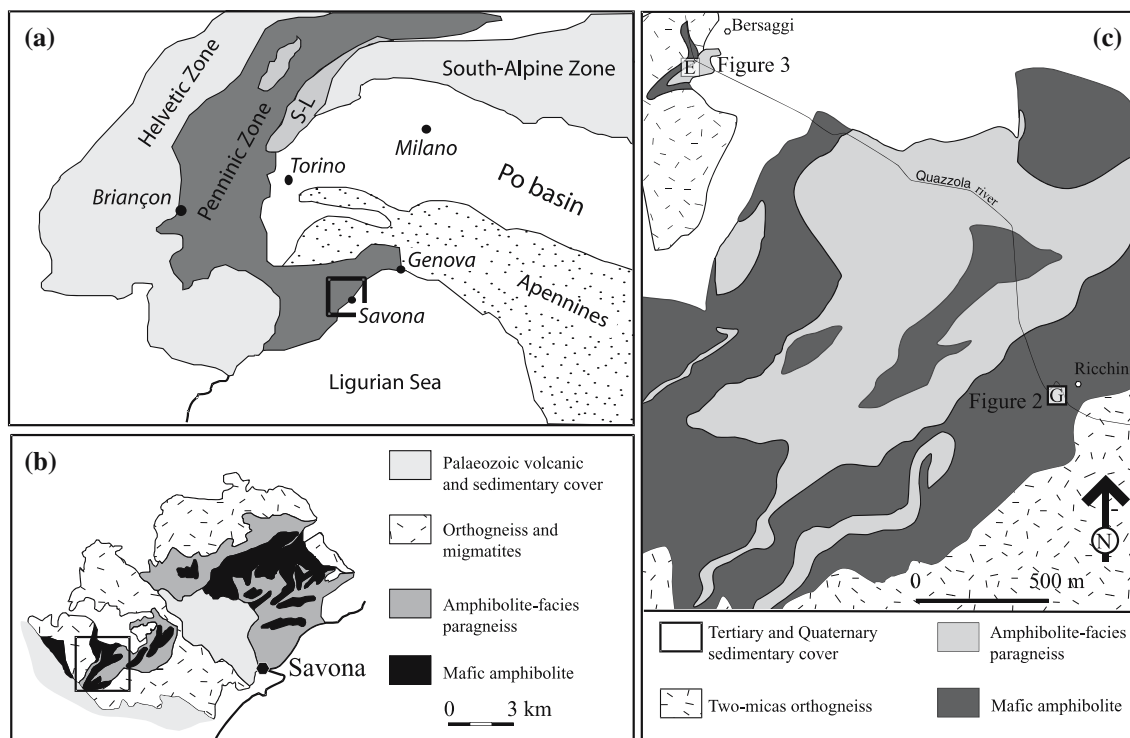 (a)
Helvetic Zone
Penninic Zone
S-L
South-Alpine Zone
Milano
Torino
Po basin
Briançon
Genova
Apennines
Savona
Ligurian Sea
(b)
Palaeozoic volcanic
and sedimentary cover
Orthogneiss and
migmatites
Amphibolite-facies
paragneiss
Mafic amphibolite
Savona
0 3 km
(c)
Bersaggi
E
Figure 3
Quazzola river
Ricchini
Figure 2
G
N
0 500 m
Tertiary and Quaternary
sedimentary cover
Amphibolite-facies
paragneiss
Two-micas orthogneiss
Mafic amphibolite